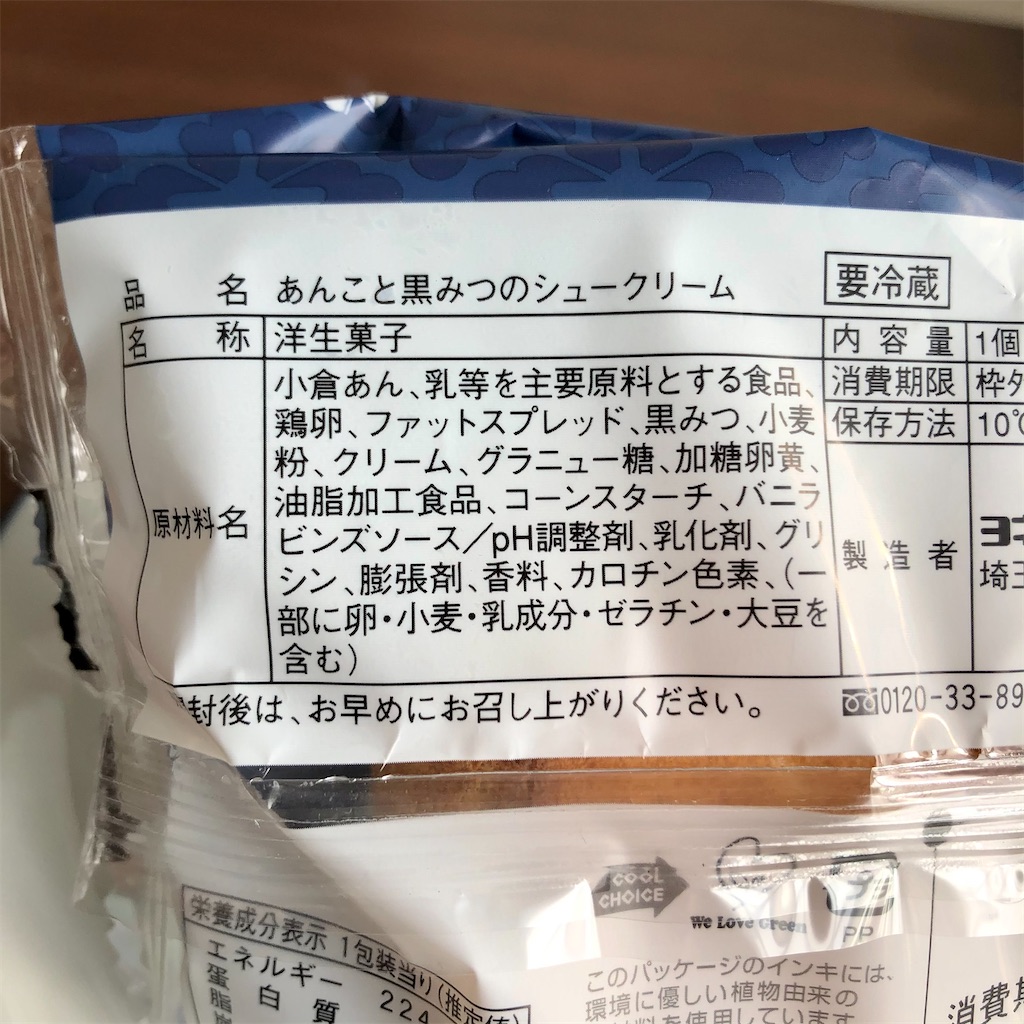 品名 あんこと黒みつのシュークリーム 要冷蔵
名称 洋生菓子 内容量 1個
原材料名
小倉あん、乳等を主要原料とする食品、
鶏卵、ファットスプレッド、黒みつ、小麦
粉、クリーム、グラニュー糖、加糖卵黄、
油脂加工食品、コーンスターチ、バニラ
ビンズソース/pH調整剤、乳化剤、グリ
シン、膨張剤、香料、カロチン色素、(一
部に卵・小麦・乳成分・ゼラチン・大豆を
含む)
消費期限 枠外
保存方法 10℃
製造者
埼玉
封後は、お早めにお召し上がりください。
0120-33-89
COOL
CHOICE
We Love Green
PP
栄養成分表示 1包装当り(推定値)
エネルギー 224
蛋白質
このパッケージのインキには、
環境に優しい植物由来の
を使用しています
消費期